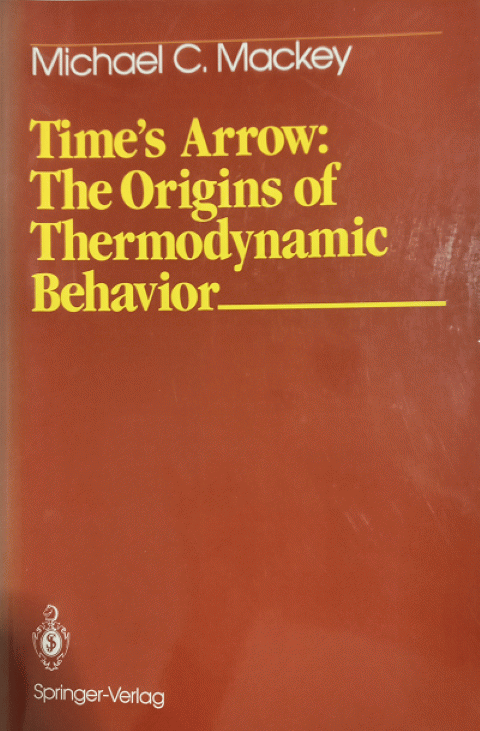 Michael C. Mackey
Time's Arrow:
The Origins of
Thermodynamic
Behavior
Springer-Verlag